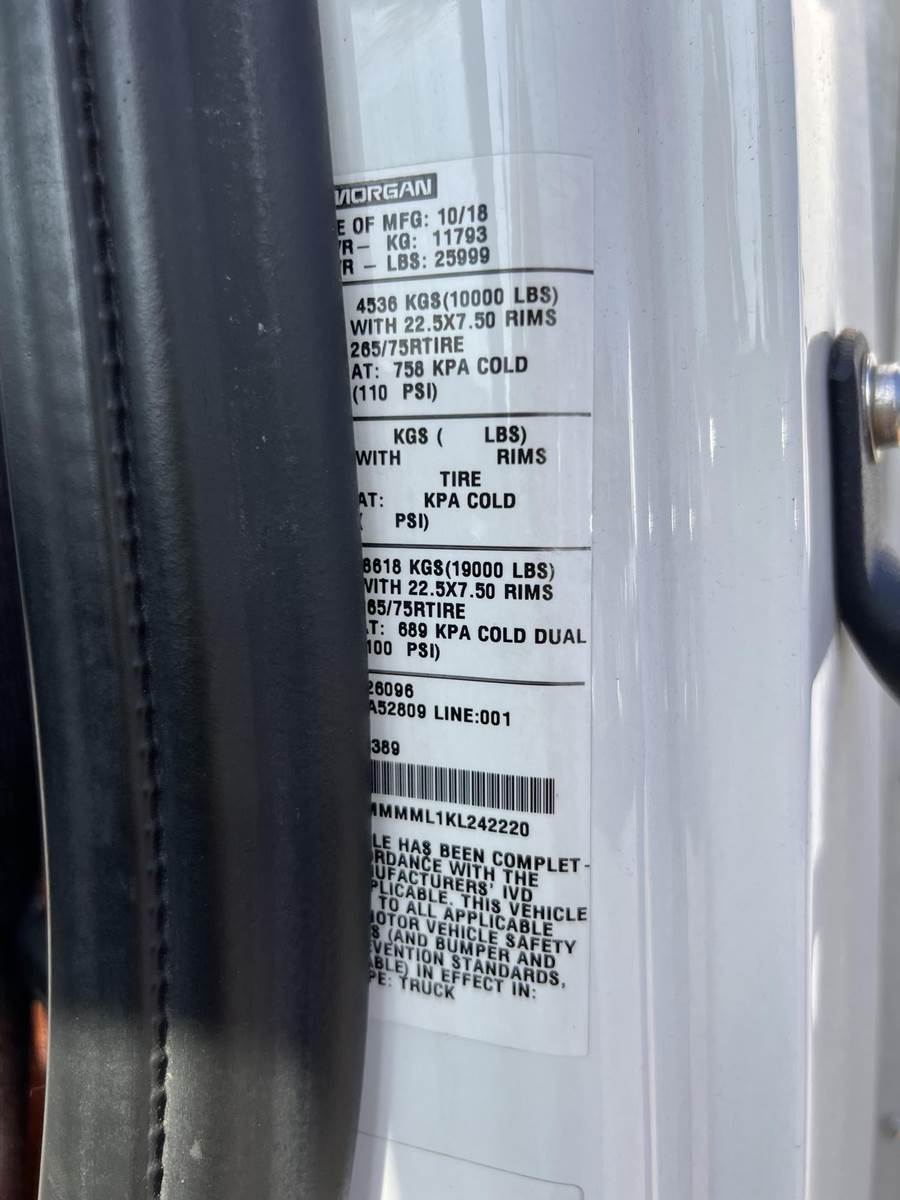 MORGAN
E OF MFG: 10/18
R- KG: 11793
R - LBS: 25999
4536 KGS(10000 LBS)
WITH 22.5X7.50 RIMS
265/75RTIRE
AT: 758 KPA COLD
(110 PSI)
KGS ( LBS)
WITH RIMS
TIRE
AT: KPA COLD
( PSI)
8618 KGS(19000 LBS)
WITH 22.5X7.50 RIMS
65/75RTIRE
T: 689 KPA COLD DUAL
100 PSI)
26096
A52809 LINE:001
389
MMMML1KL242220
LE HAS BEEN COMPLET-
RDANCE WITH THE
UFACTURERS' IVD
PLICABLE. THIS VEHICLE
TO ALL APPLICABLE
OTOR VEHICLE SAFETY
S (AND BUMPER AND
EVENTION STANDARDS,
ABLE) IN EFFECT IN:
PE: TRUCK